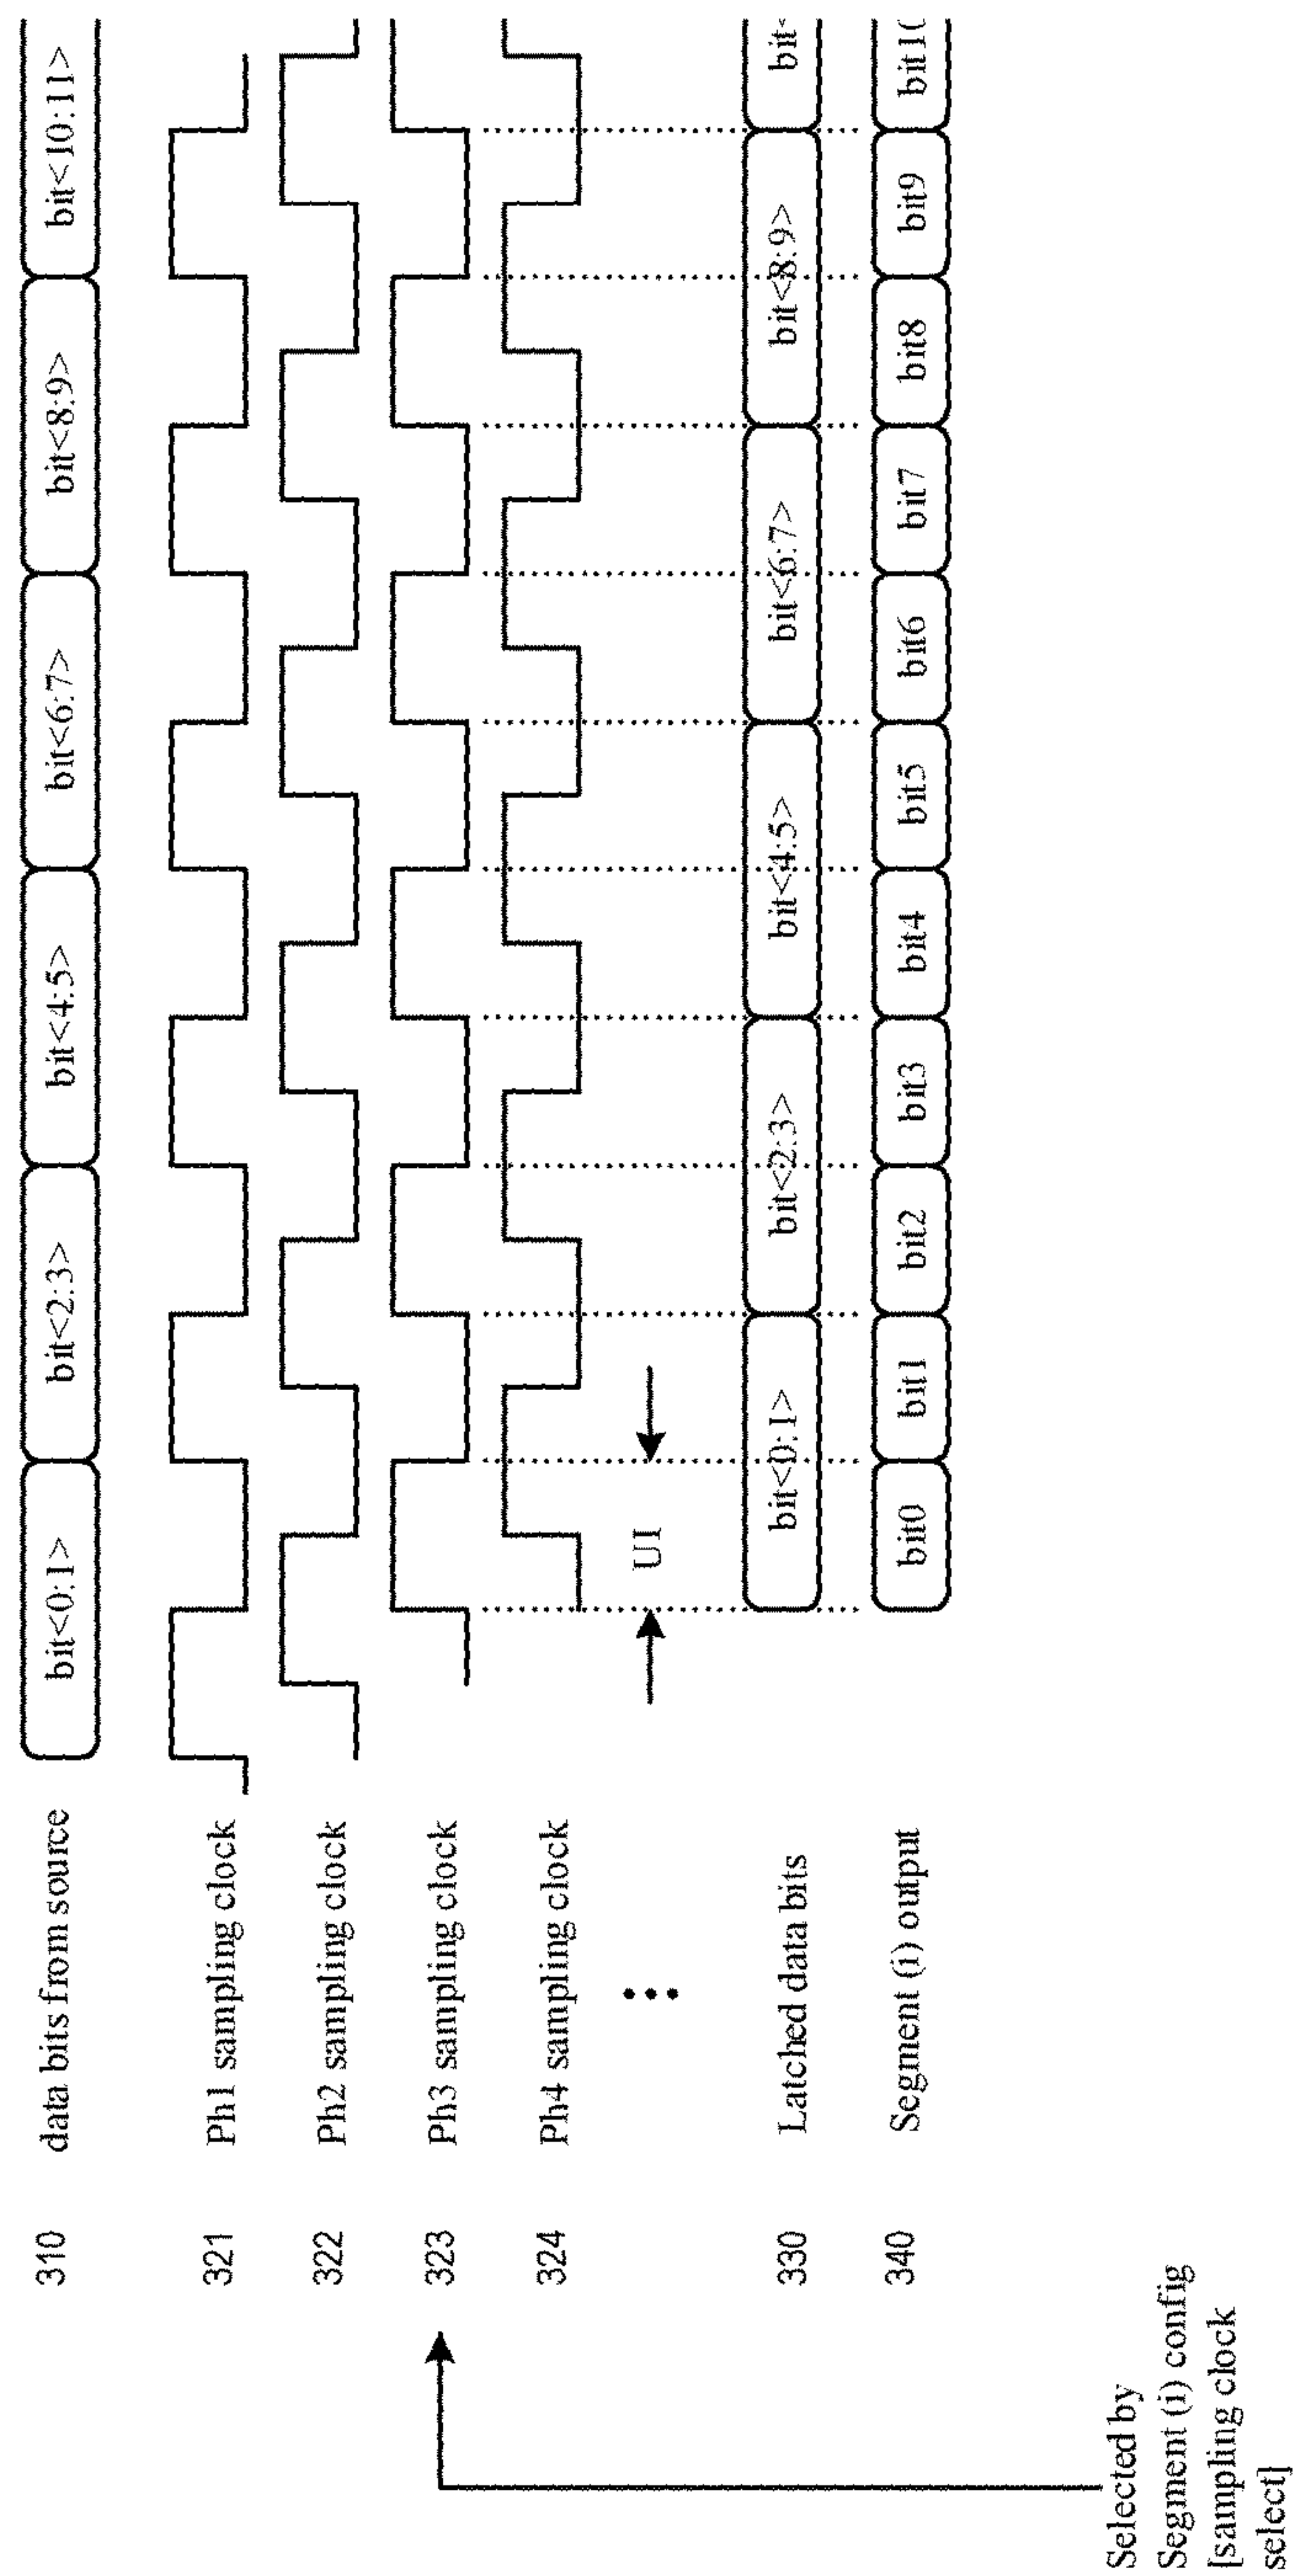 310 data bits from source bit<0:1> bit<2:3> bit<4:5> bit<6:7> bit<8:9> bit<10:11>
321 Ph1 sampling clock
322 Ph2 sampling clock
323 Ph3 sampling clock
324 Ph4 sampling clock
UI
330 Latched data bits bit<0:1> bit<2:3> bit<4:5> bit<6:7> bit<8:9> bit<
340 Segment (i) output bit0 bit1 bit2 bit3 bit4 bit5 bit6 bit7 bit8 bit9 bit1
Selected by
Segment (i) config
[sampling clock
select]